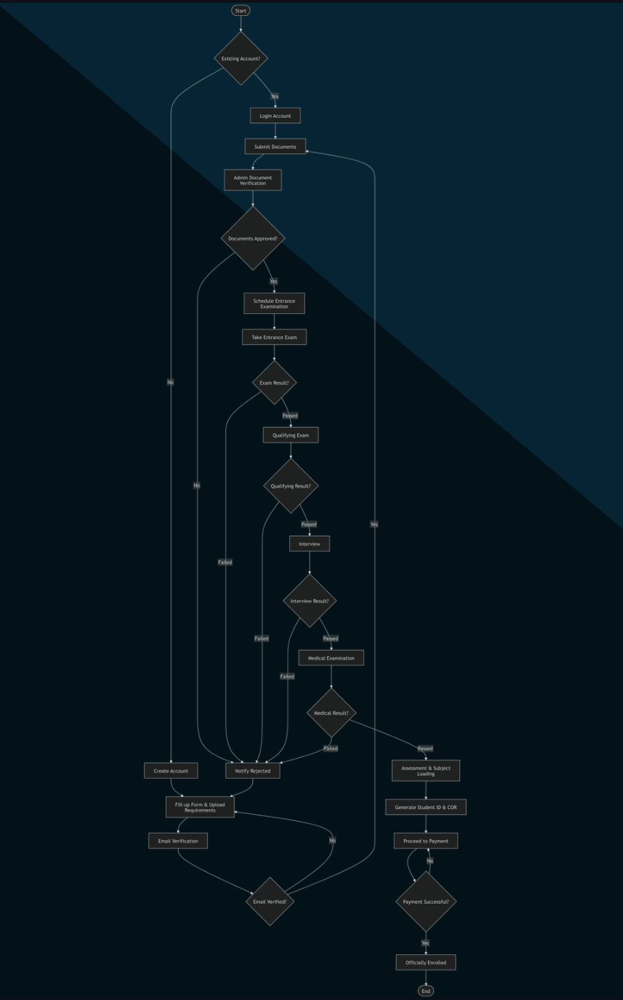 Start
Existing Account?
Yes
Login Account
Submit Documents
Admin Document
Verification
Documents Approved?
Yes
Schedule Entrance
Examination
Take Entrance Exam
No
Exam Result?
Passed
Qualifying Exam
No
Qualifying Result?
Passed
Yes
Interview
Failed
Interview Result?
Failed
Passed
Medical Examination
Failed
Medical Result?
Failed
Passed
Create Account
Notify Rejected
Assessment & Subject
Loading
Fill-up Form & Upload
Requirements
Generate Student ID & COR
Email Verification
No
Proceed to Payment
No
Email Verified?
Payment Successful?
Yes
Officially Enrolled
End